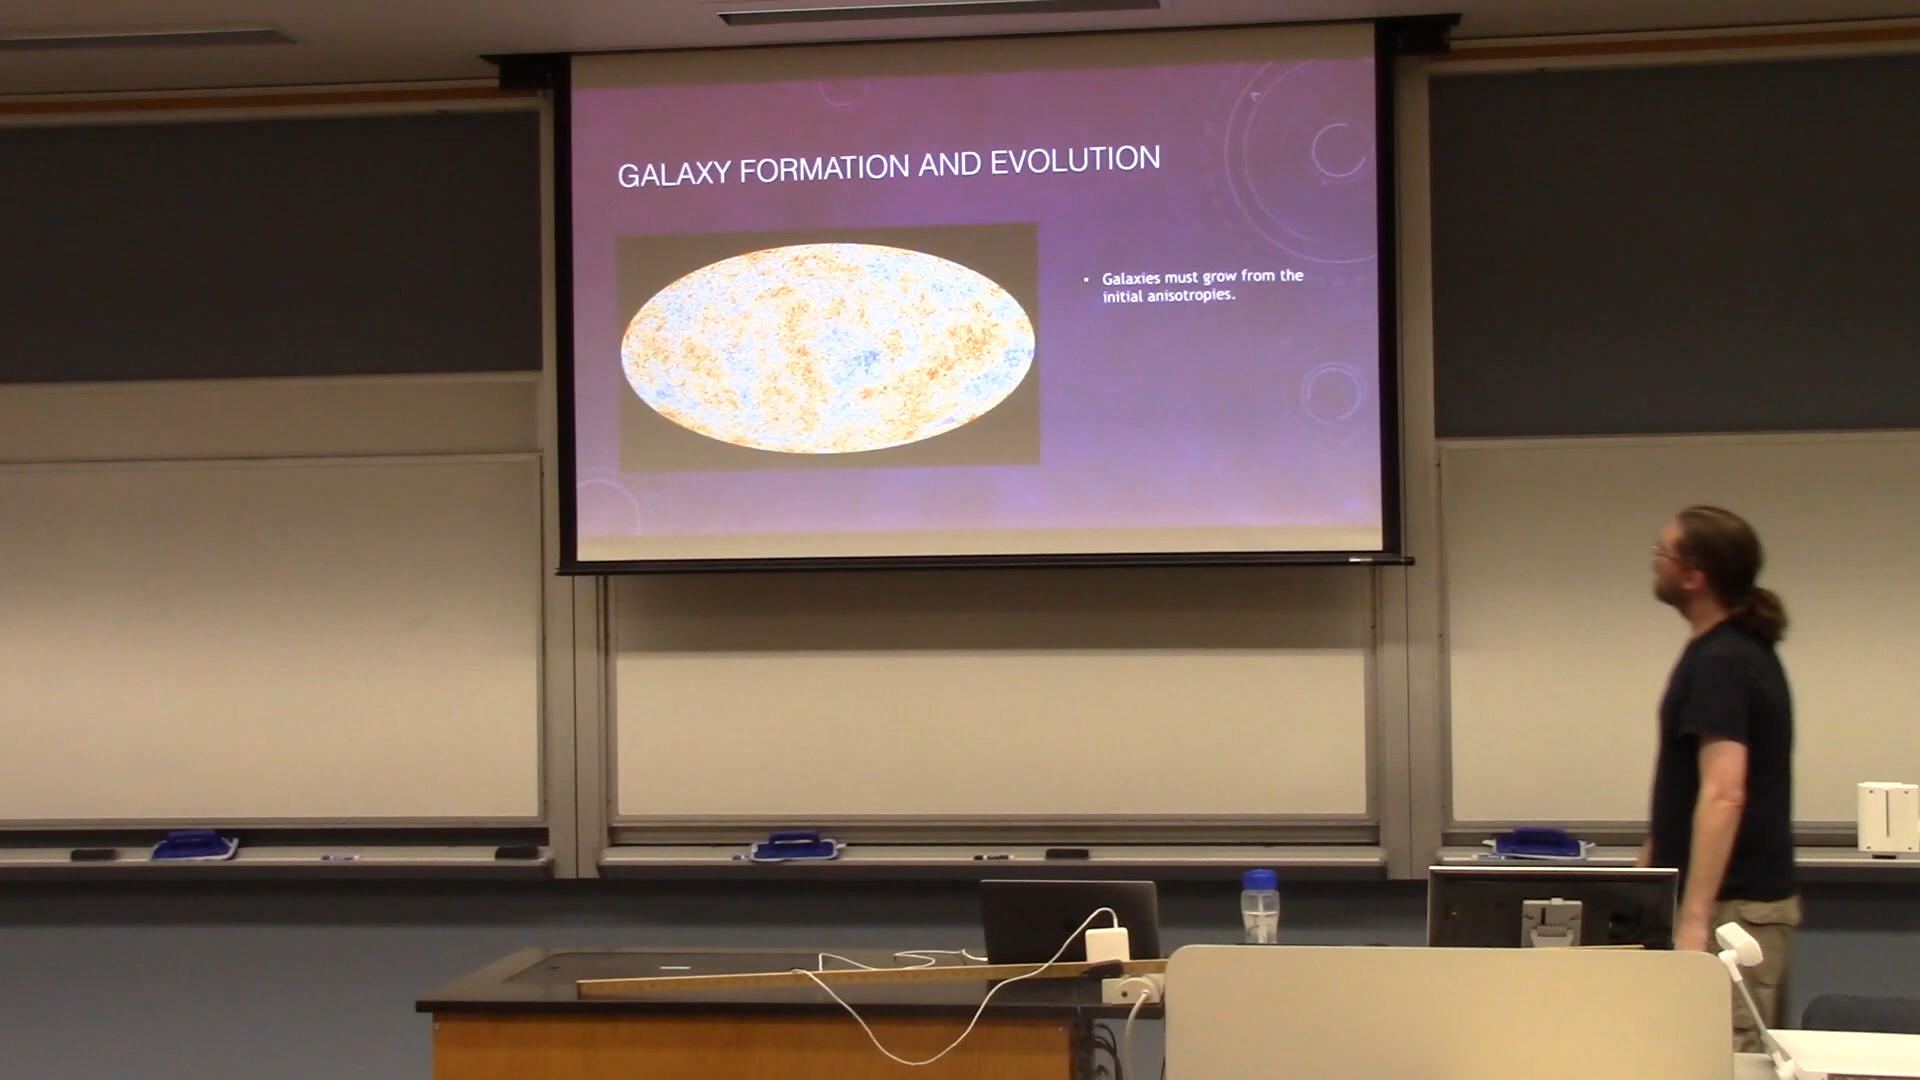 GALAXY FORMATION AND EVOLUTION
• Galaxies must grow from the
initial anisotropies.